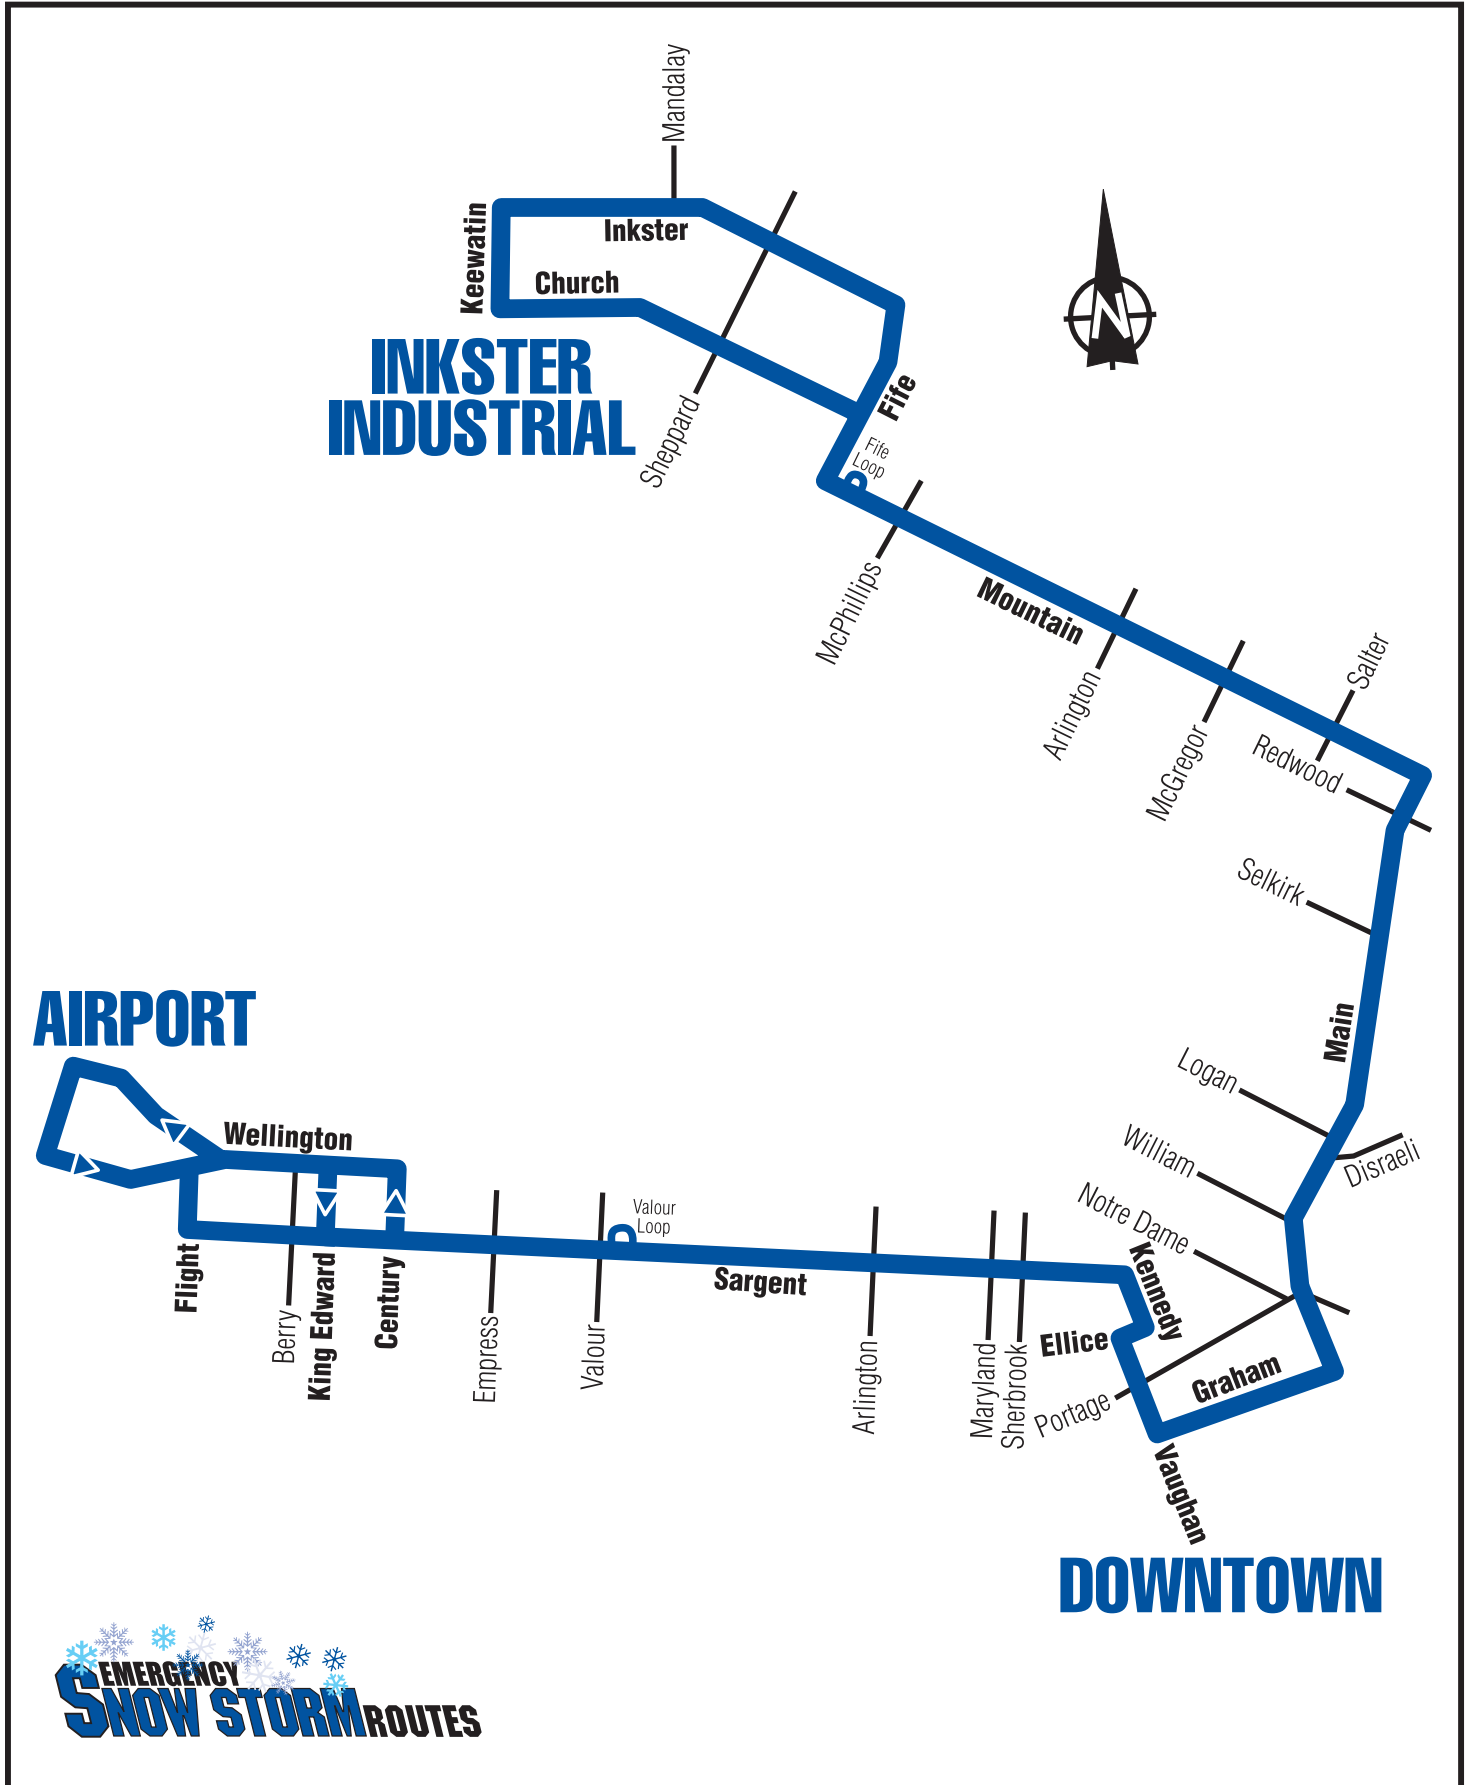 Mandalay
Keewatin
Inkster
Church
INKSTER
INDUSTRIAL
Sheppard
N
Fife
Fife
Loop
McPhillips
Mountain
Arlington
McGregor
Salter
Redwood
Selkirk
Main
Logan
William
Disraeli
Notre Dame
AIRPORT
Wellington
Flight
Berry
King Edward
Century
Empress
Valour
Valour
Loop
Sargent
Arlington
Maryland
Sherbrook
Kennedy
Ellice
Portage
Graham
Vaughan
DOWNTOWN
EMERGENCY
SNOW STORM ROUTES